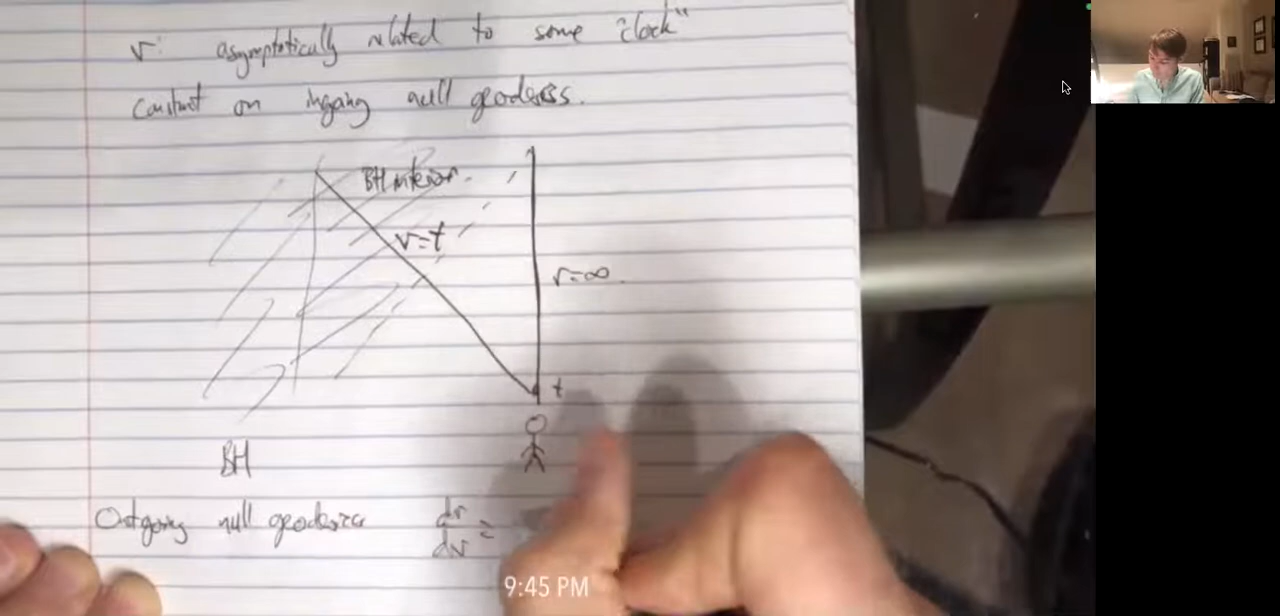 v: asymptotically related to some "clock"
constant on ingoing null geodesics.
BH interior.
v=t
r=∞.
t
BH
Outgoing null geodesics dr/dv =
9:45 PM